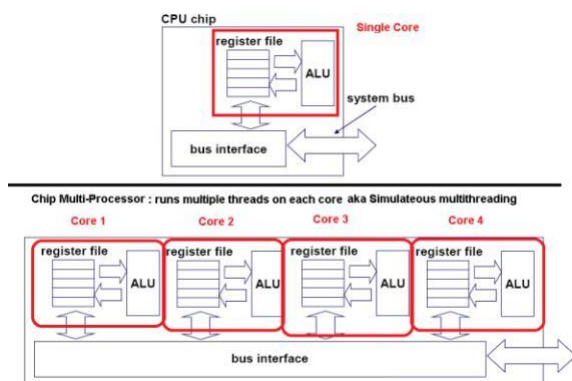 CPU chip
Single Core
register file
ALU
system bus
bus interface
Chip Multi-Processor : runs multiple threads on each core aka Simulateous multithreading
Core 1
Core 2
Core 3
Core 4
register file
register file
register file
register file
ALU
ALU
ALU
ALU
bus interface